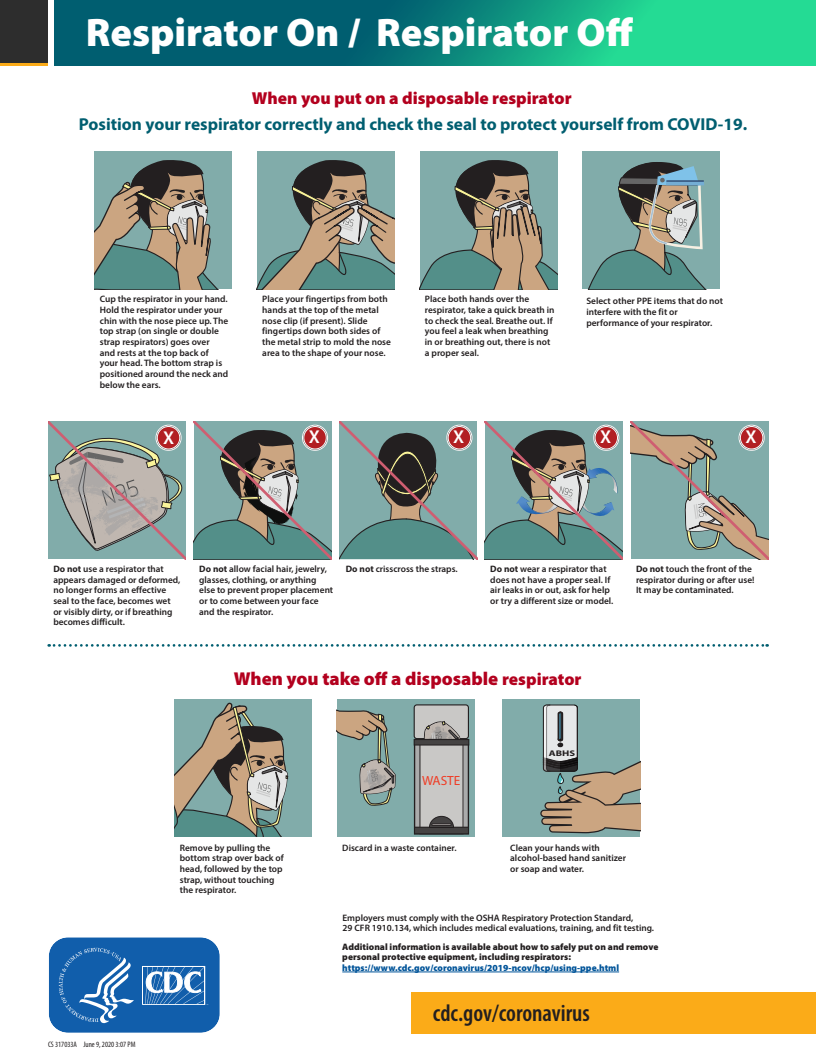 Respirator On / Respirator Off
When you put on a disposable respirator
Position your respirator correctly and check the seal to protect yourself from COVID-19.
N95
N95
N95
Cup the respirator in your hand.
Hold the respirator under your
chin with the nose piece up. The
top strap (on single or double
strap respirators) goes over
and rests at the top back of
your head. The bottom strap is
positioned around the neck and
below the ears.
Place your fingertips from both
hands at the top of the metal
nose clip (if present). Slide
fingertips down both sides of
the metal strip to mold the nose
area to the shape of your nose.
Place both hands over the
respirator, take a quick breath in
to check the seal. Breathe out. If
you feel a leak when breathing
in or breathing out, there is not
a proper seal.
Select other PPE items that do not
interfere with the fit or
performance of your respirator.
X
X
X
X
X
N95
N95
N95
N95
Do not use a respirator that
appears damaged or deformed,
no longer forms an effective
seal to the face, becomes wet
or visibly dirty, or if breathing
becomes difficult.
Do not allow facial hair, jewelry,
glasses, clothing, or anything
else to prevent proper placement
or to come between your face
and the respirator.
Do not crisscross the straps.
Do not wear a respirator that
does not have a proper seal. If
air leaks in or out, ask for help
or try a different size or model.
Do not touch the front of the
respirator during or after use!
It may be contaminated.
When you take off a disposable respirator
N95
WASTE
ABHS
Remove by pulling the
bottom strap over back of
head, followed by the top
strap, without touching
the respirator.
Discard in a waste container.
Clean your hands with
alcohol-based hand sanitizer
or soap and water.
Employers must comply with the OSHA Respiratory Protection Standard,
29 CFR 1910.134, which includes medical evaluations, training, and fit testing.
Additional information is available about how to safely put on and remove
personal protective equipment, including respirators:
https://www.cdc.gov/coronavirus/2019-ncov/hcp/using-ppe.html
DEPARTMENT OF HEALTH & HUMAN SERVICES · USA
CDC
cdc.gov/coronavirus
CS 317033A June 9, 2020 3:07 PM